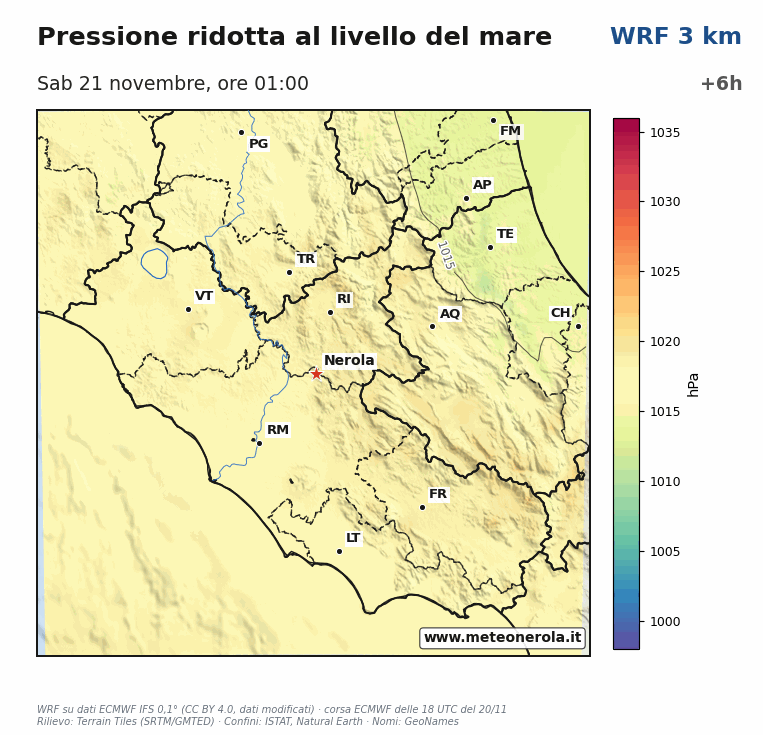 Pressione ridotta al livello del mare
WRF 3 km
Sab 21 novembre, ore 01:00
+6h
FM
PG
AP
TE
1015
TR
RI
VT
AQ
CH
Nerola
RM
FR
LT
www.meteonerola.it
1035
1030
1025
1020
1015
1010
1005
1000
hPa
WRF su dati ECMWF IFS 0,1° (CC BY 4.0, dati modificati) · corsa ECMWF delle 18 UTC del 20/11
Rilievo: Terrain Tiles (SRTM/GMTED) · Confini: ISTAT, Natural Earth · Nomi: GeoNames